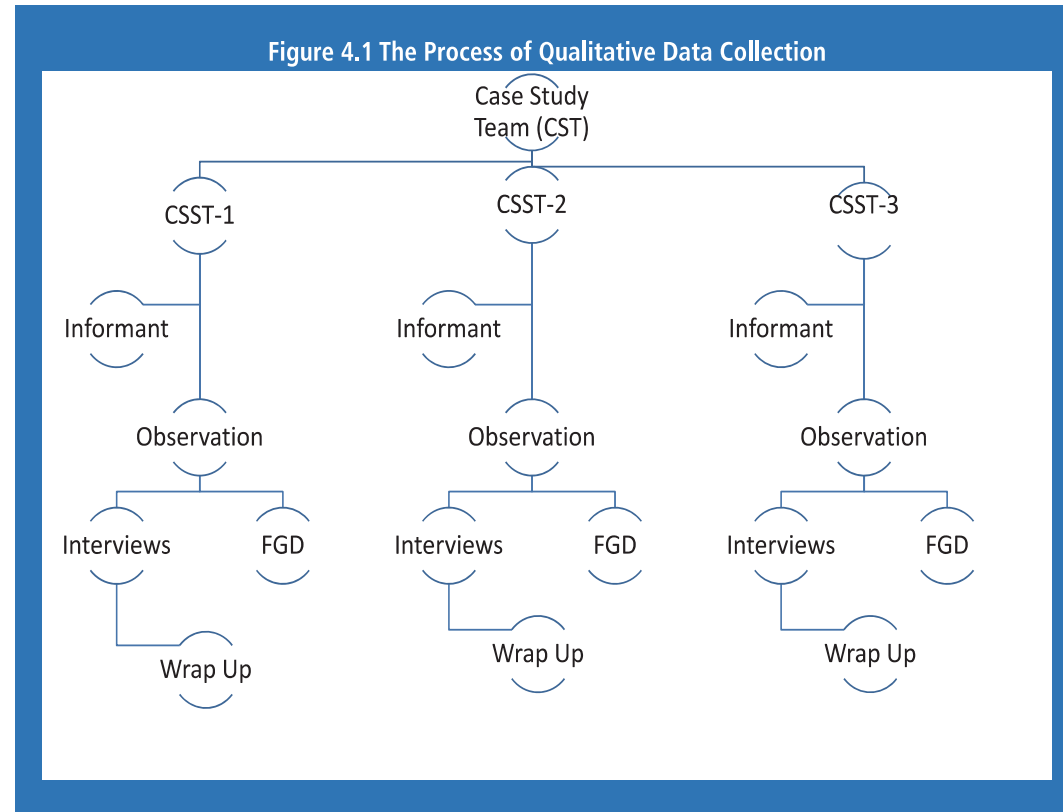 Figure 4.1 The Process of Qualitative Data Collection
Case Study
Team (CST)
CSST-1
CSST-2
CSST-3
Informant
Informant
Informant
Observation
Observation
Observation
Interviews
FGD
Interviews
FGD
Interviews
FGD
Wrap Up
Wrap Up
Wrap Up